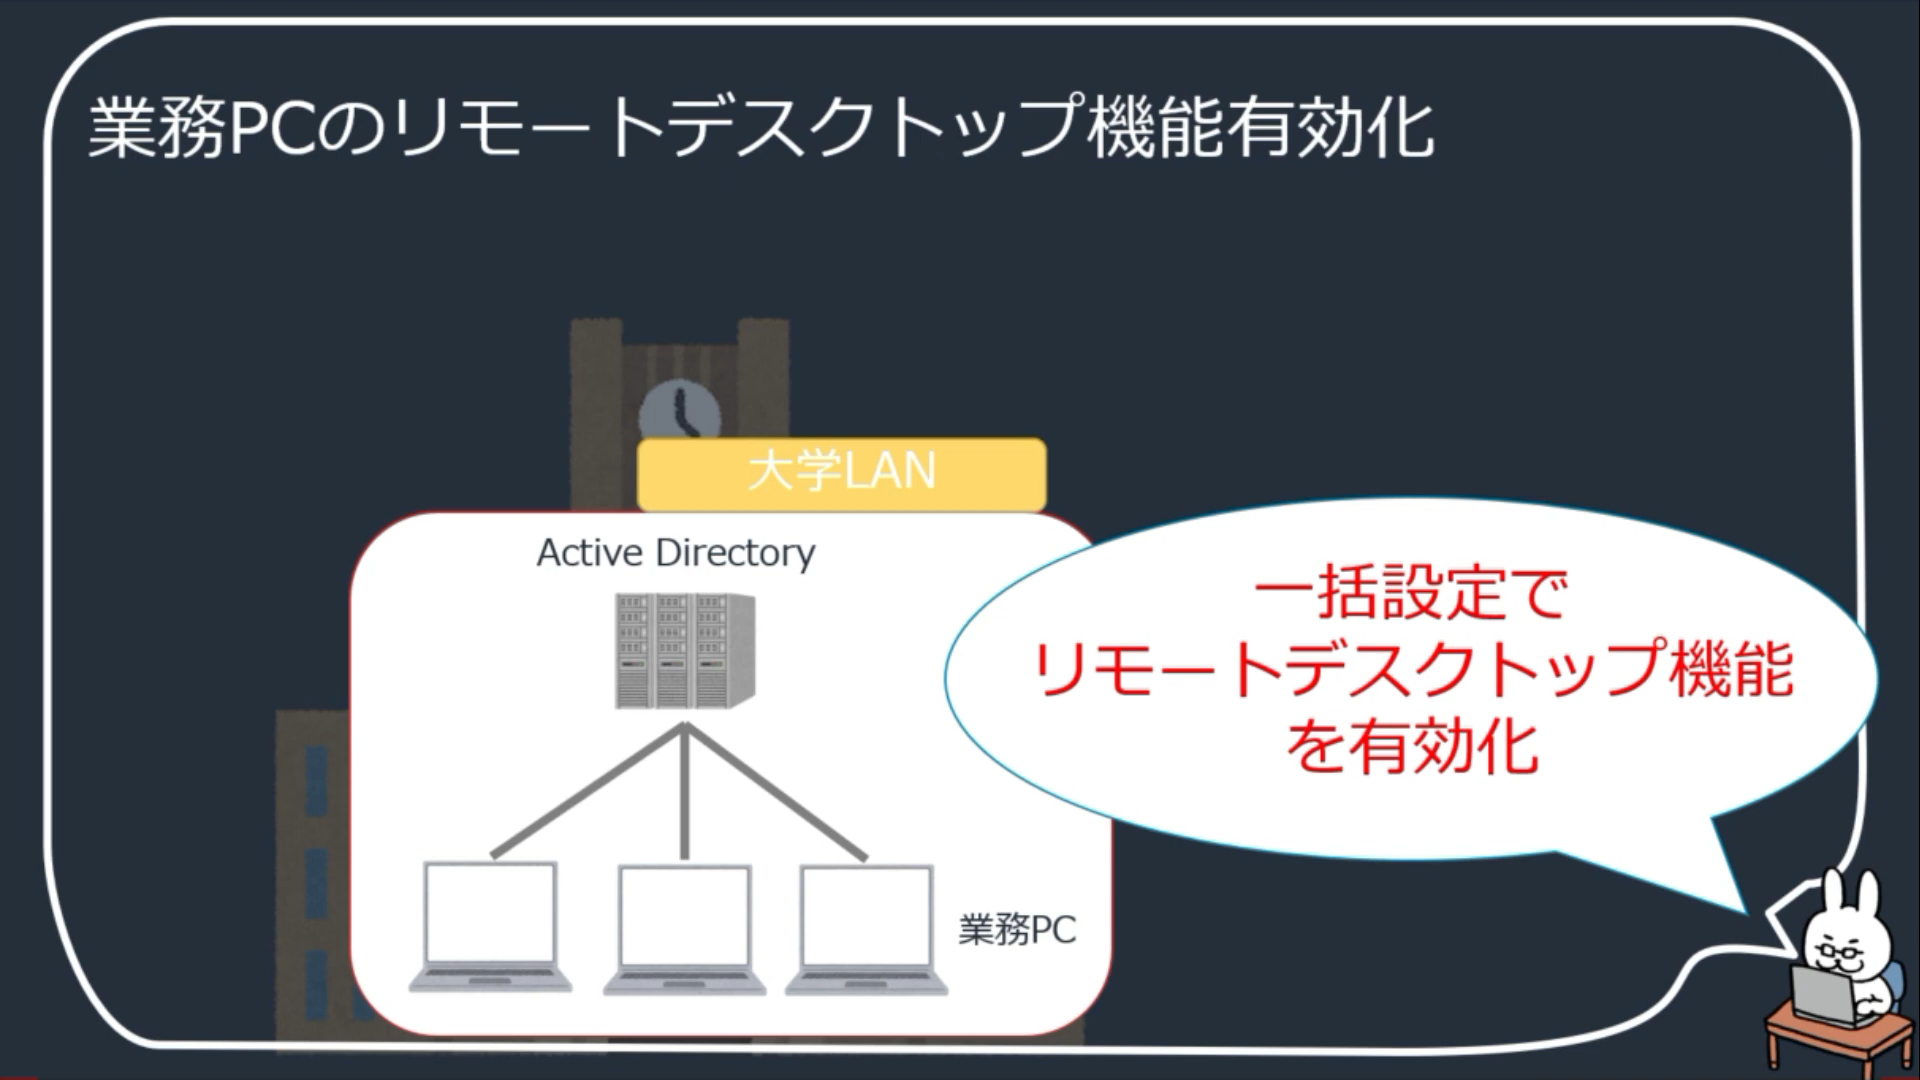 業務PCのリモートデスクトップ機能有効化
大学LAN
Active Directory
一括設定で
リモートデスクトップ機能
を有効化
業務PC